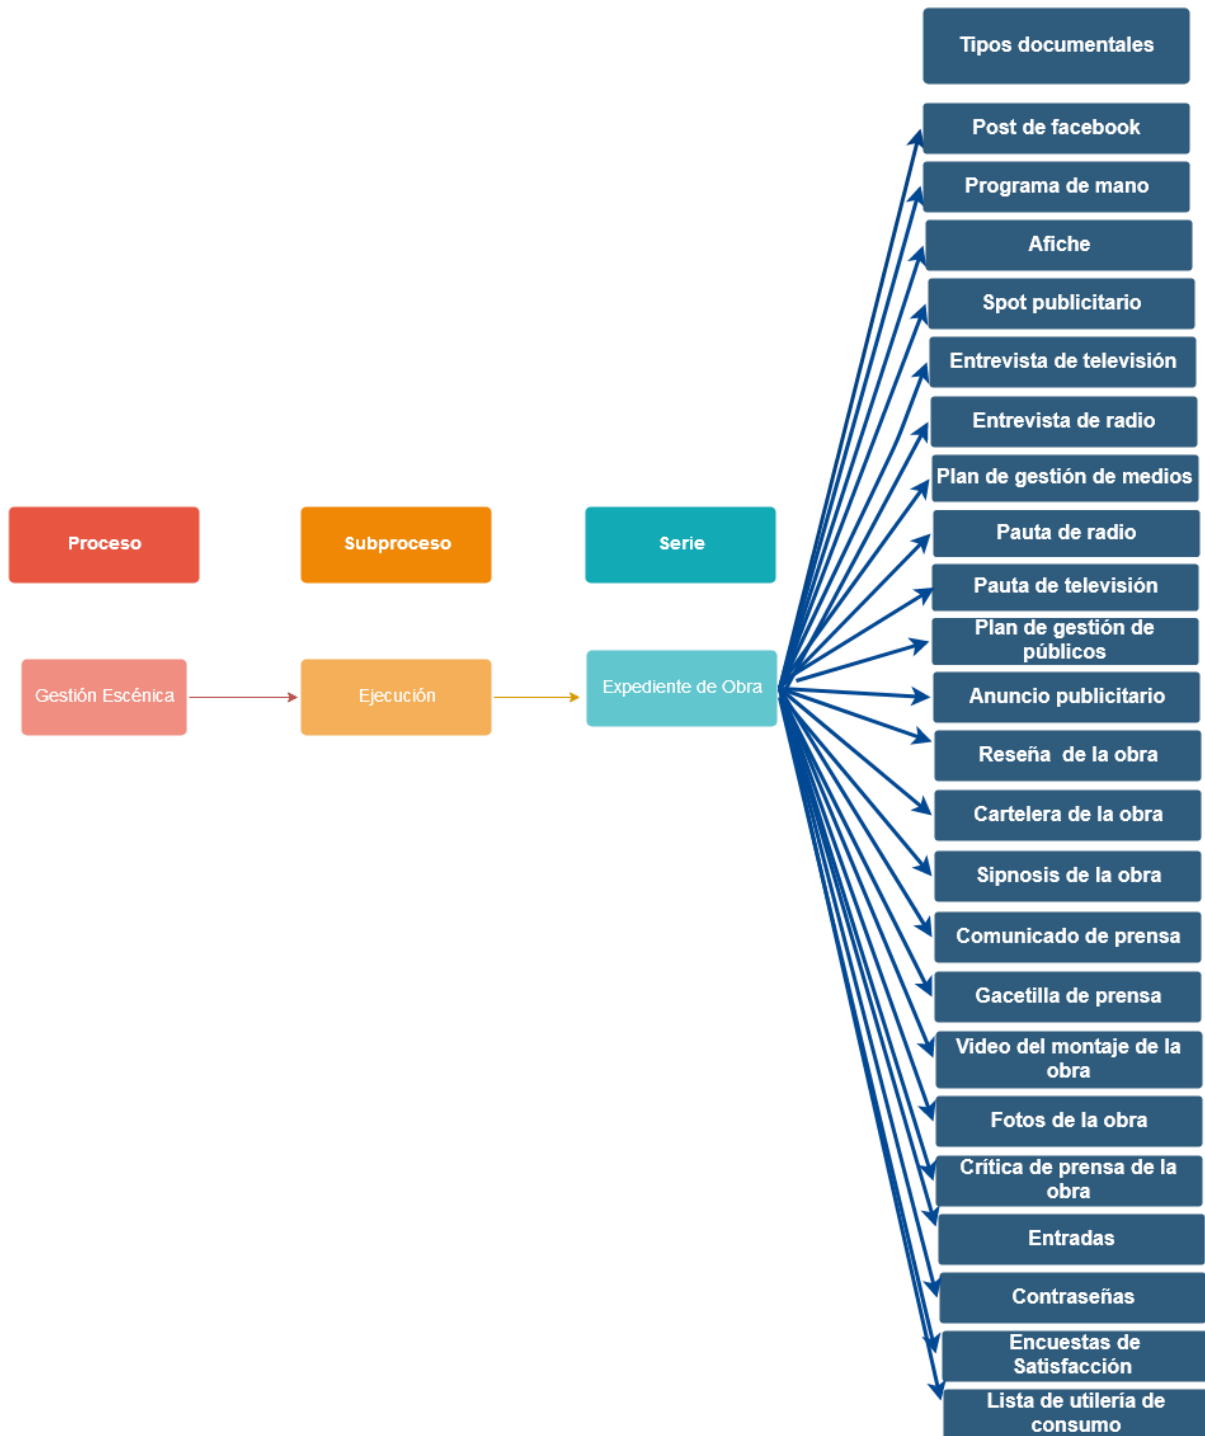 Tipos documentales
Post de facebook
Programa de mano
Afiche
Spot publicitario
Entrevista de televisión
Entrevista de radio
Plan de gestión de medios
Proceso
Subproceso
Serie
Pauta de radio
Pauta de televisión
Plan de gestión de
públicos
Gestión Escénica
Ejecución
Expediente de Obra
Anuncio publicitario
Reseña  de la obra
Cartelera de la obra
Sipnosis de la obra
Comunicado de prensa
Gacetilla de prensa
Video del montaje de la
obra
Fotos de la obra
Crítica de prensa de la
obra
Entradas
Contraseñas
Encuestas de
Satisfacción
Lista de utilería de
consumo